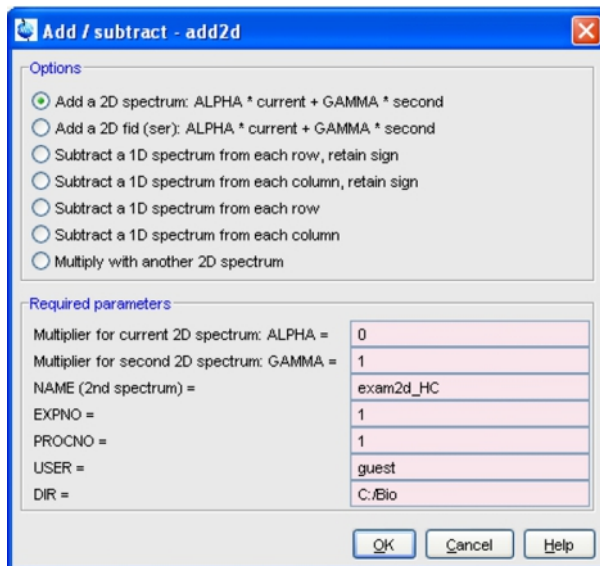 Add / subtract - add2d
Options
Add a 2D spectrum: ALPHA * current + GAMMA * second
Add a 2D fid (ser): ALPHA * current + GAMMA * second
Subtract a 1D spectrum from each row, retain sign
Subtract a 1D spectrum from each column, retain sign
Subtract a 1D spectrum from each row
Subtract a 1D spectrum from each column
Multiply with another 2D spectrum
Required parameters
Multiplier for current 2D spectrum: ALPHA = 0
Multiplier for second 2D spectrum: GAMMA = 1
NAME (2nd spectrum) = exam2d_HC
EXPNO = 1
PROCNO = 1
USER = guest
DIR = C:/Bio
OK Cancel Help